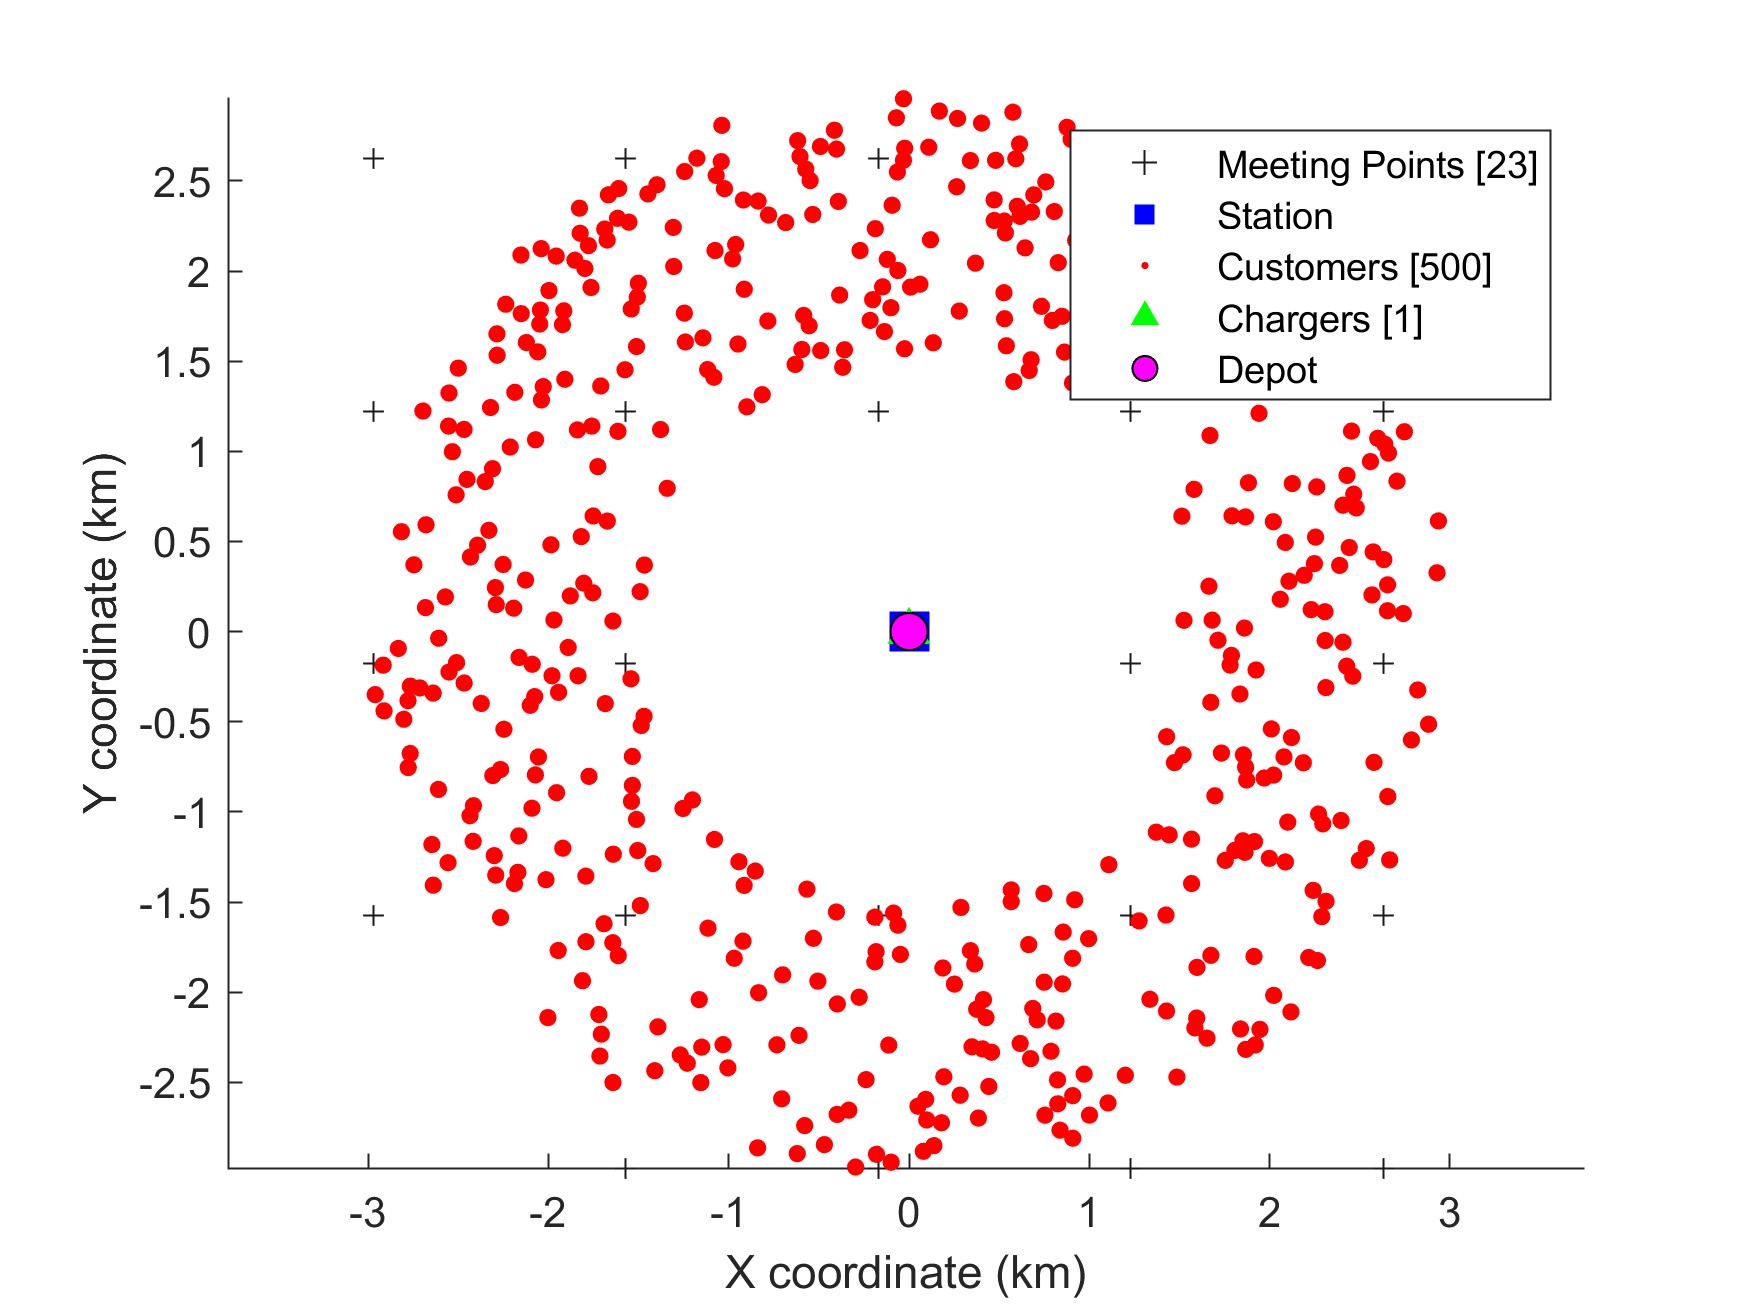 Meeting Points [23]
Station
Customers [500]
Chargers [1]
Depot
2.5
2
1.5
1
0.5
0
-0.5
-1
-1.5
-2
-2.5
Y coordinate (km)
-3 -2 -1 0 1 2 3
X coordinate (km)